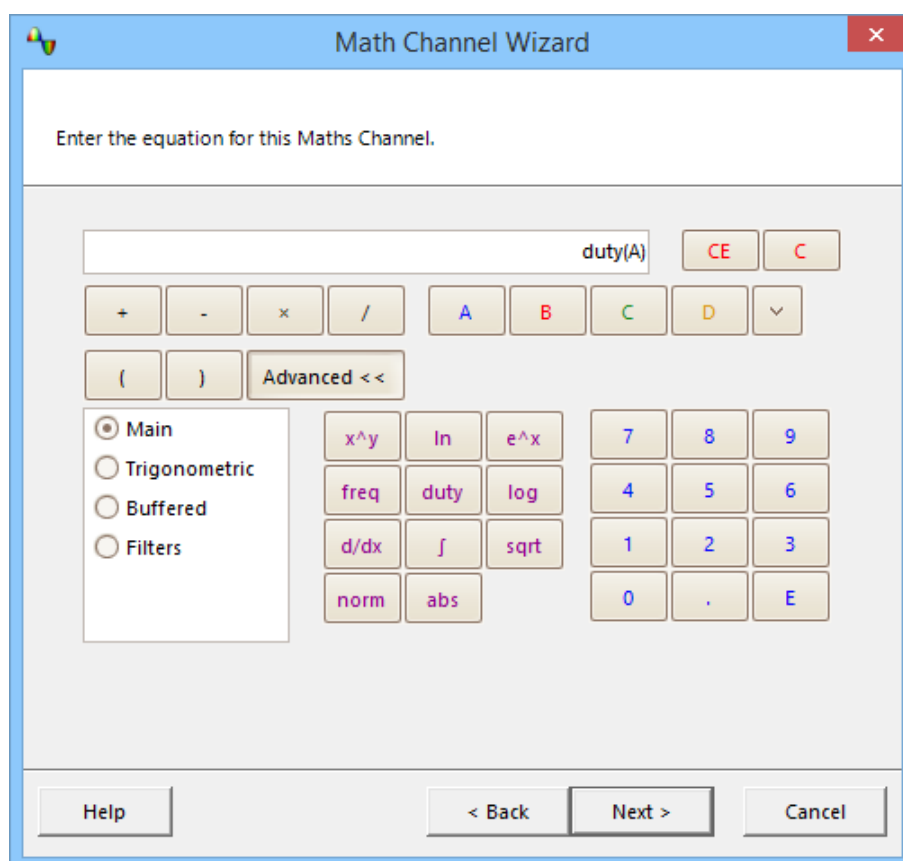 Math Channel Wizard
Enter the equation for this Maths Channel.
duty(A) CE C
+ - × / A B C D
( ) Advanced <<
Main x^y ln e^x 7 8 9
Trigonometric
Buffered freq duty log 4 5 6
Filters d/dx ∫ sqrt 1 2 3
norm abs 0 . E
Help < Back Next > Cancel